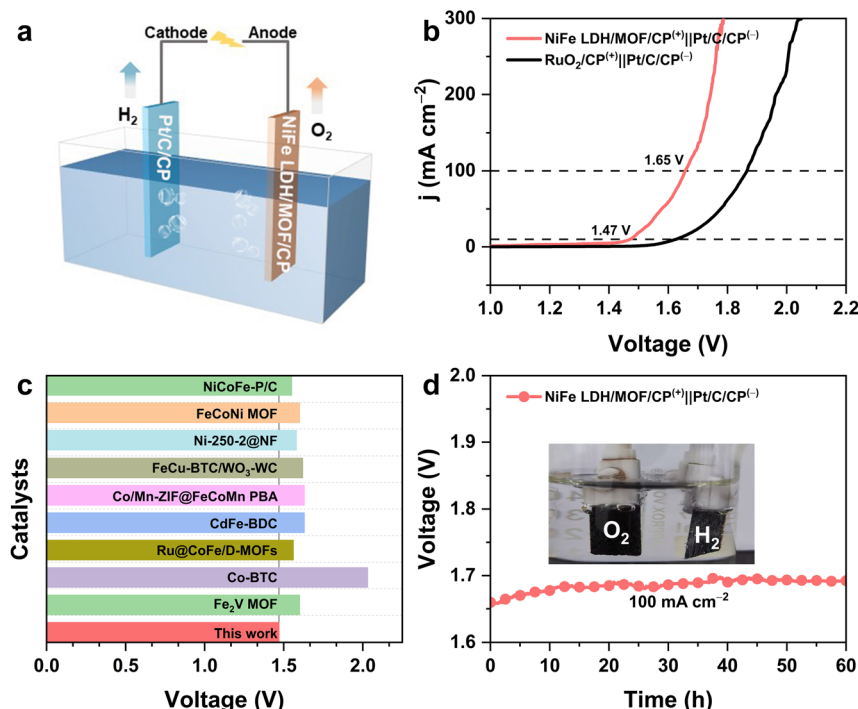 a
Cathode
Anode
H₂
O₂
Pt/C/CP
NiFe LDH/MOF/CP
b
NiFe LDH/MOF/CP⁽⁺⁾||Pt/C/CP⁽⁻⁾
RuO₂/CP⁽⁺⁾||Pt/C/CP⁽⁻⁾
300
200
100
0
j (mA cm⁻²)
1.65 V
1.47 V
1.0 1.2 1.4 1.6 1.8 2.0 2.2
Voltage (V)
c
Catalysts
NiCoFe-P/C
FeCoNi MOF
Ni-250-2@NF
FeCu-BTC/WO₃-WC
Co/Mn-ZIF@FeCoMn PBA
CdFe-BDC
Ru@CoFe/D-MOFs
Co-BTC
Fe₂V MOF
This work
0.0 0.5 1.0 1.5 2.0
Voltage (V)
d
NiFe LDH/MOF/CP⁽⁺⁾||Pt/C/CP⁽⁻⁾
2.0
1.9
1.8
1.7
1.6
Voltage (V)
O₂
H₂
100 mA cm⁻²
0 10 20 30 40 50 60
Time (h)